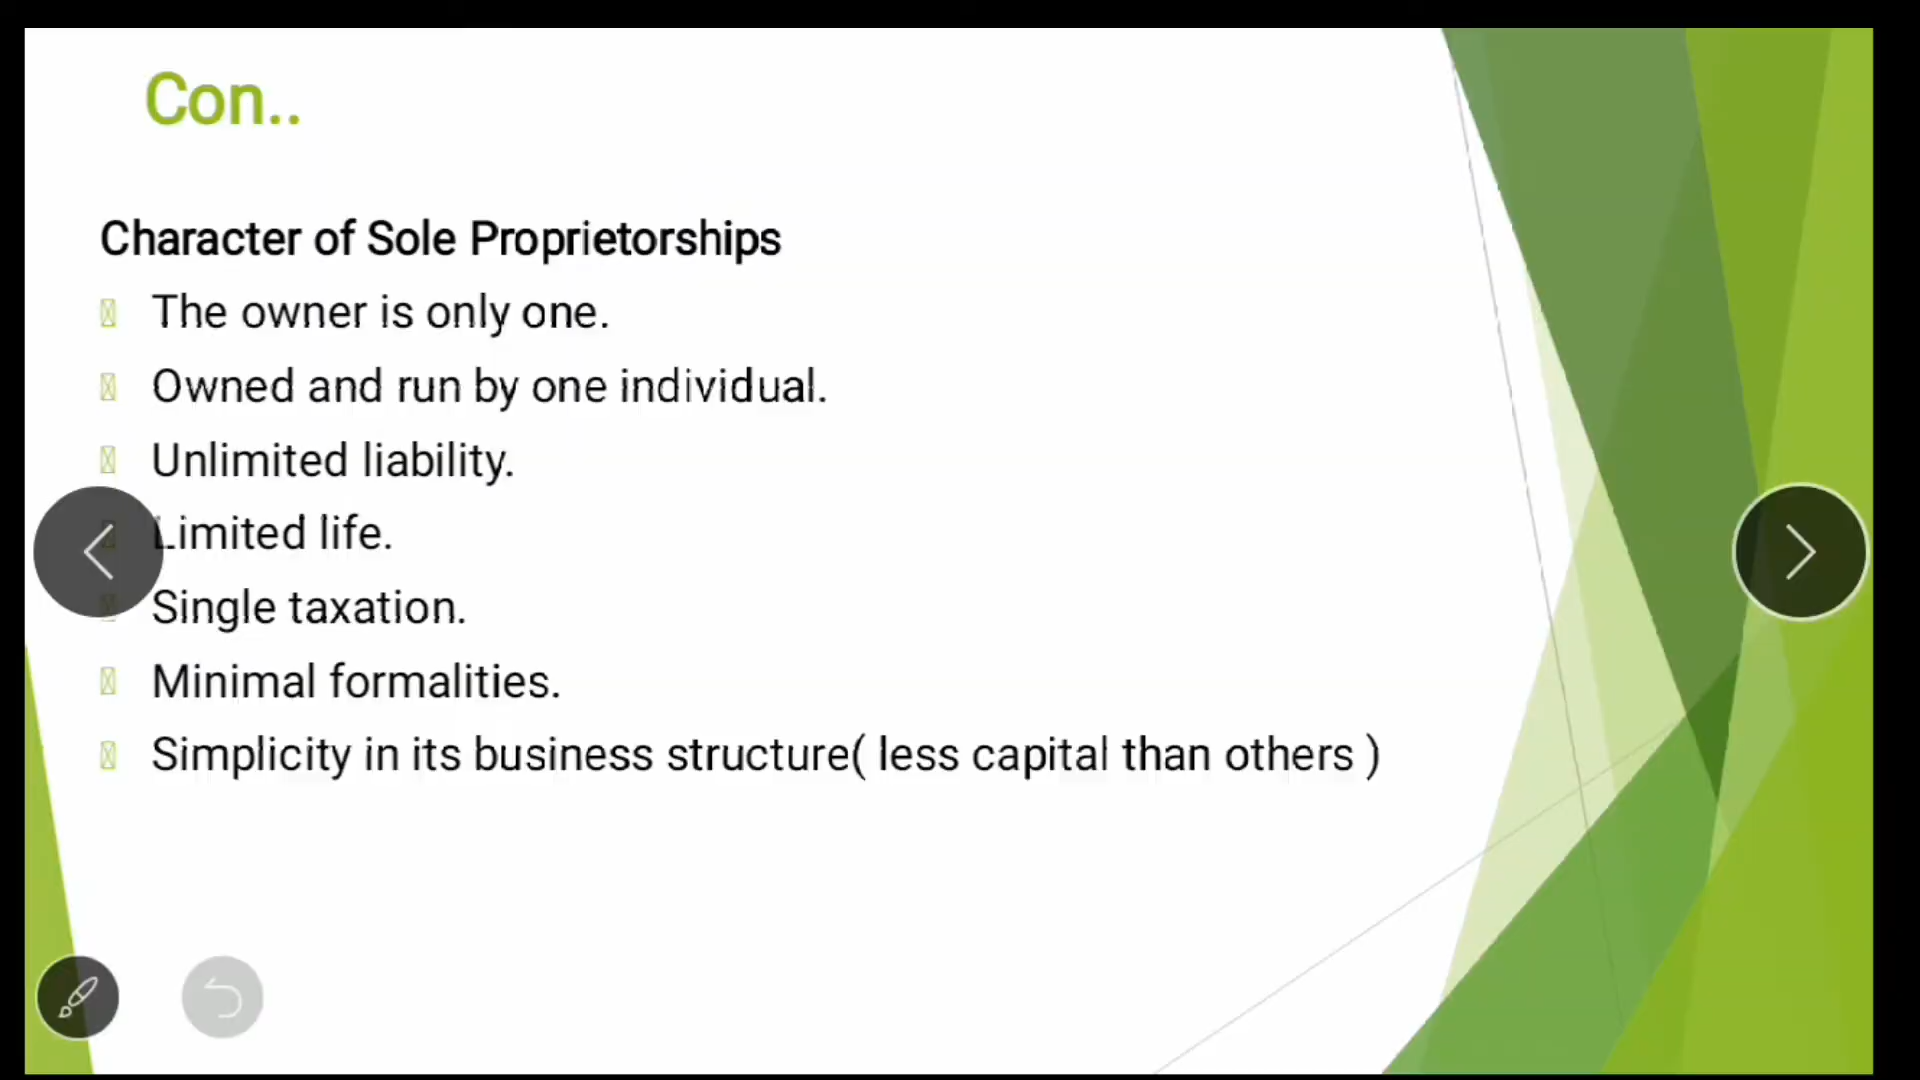 Con..
Character of Sole Proprietorships
The owner is only one.
Owned and run by one individual.
Unlimited liability.
Limited life.
Single taxation.
Minimal formalities.
Simplicity in its business structure( less capital than others )